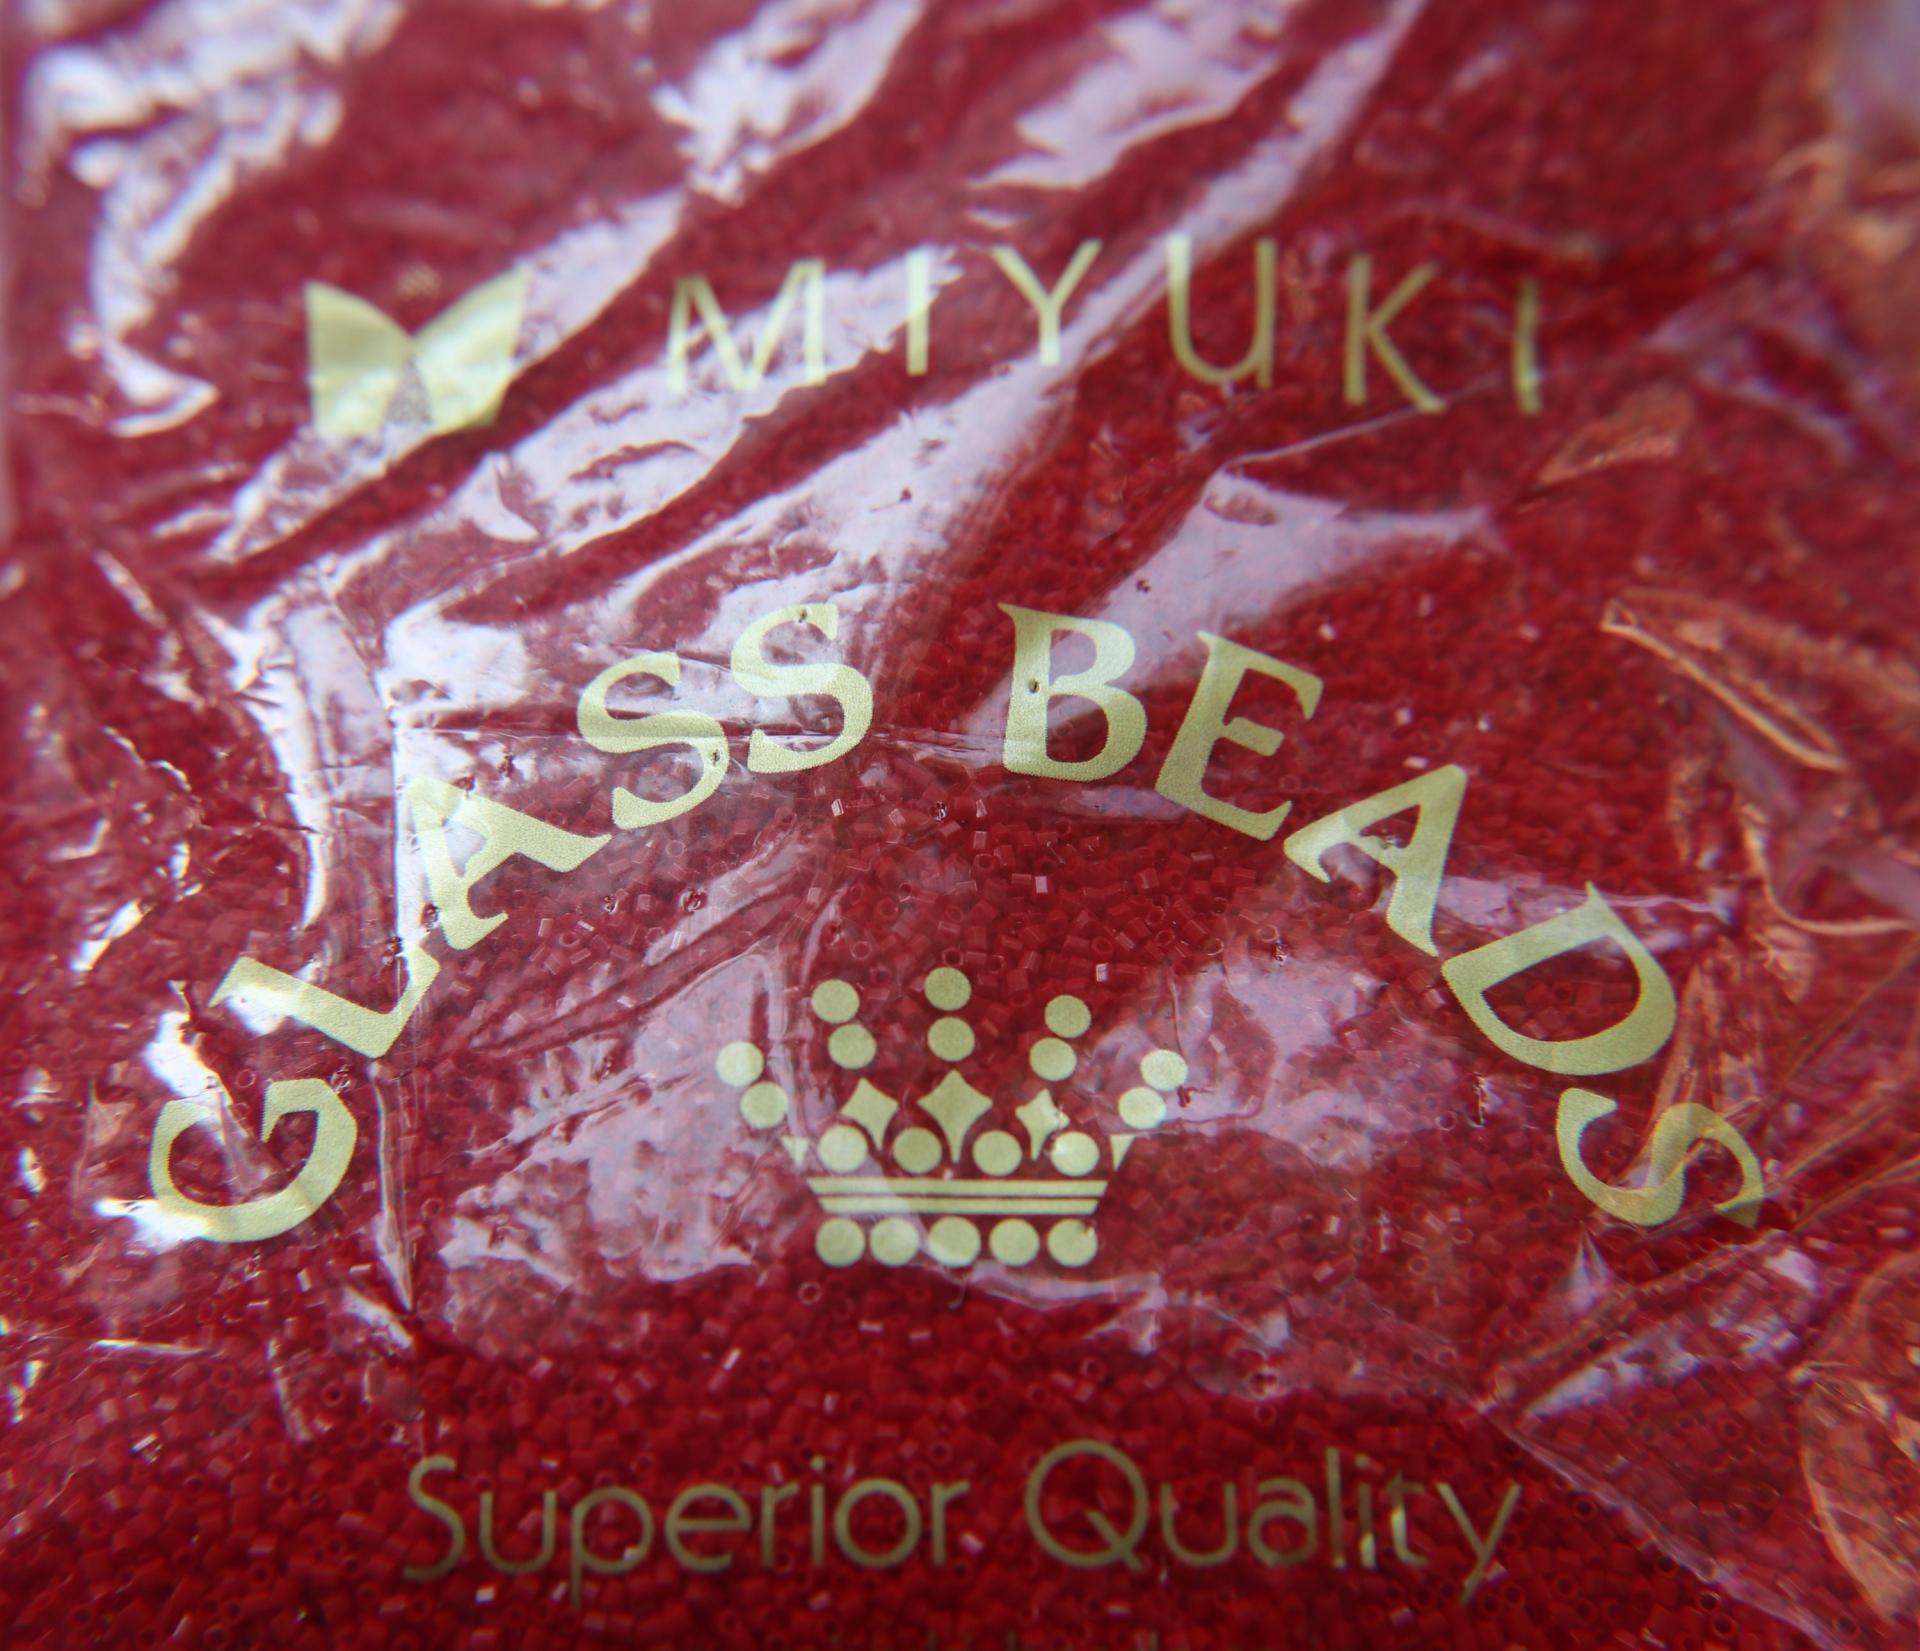 MIYUKI
GLASS BEADS
Superior Quality